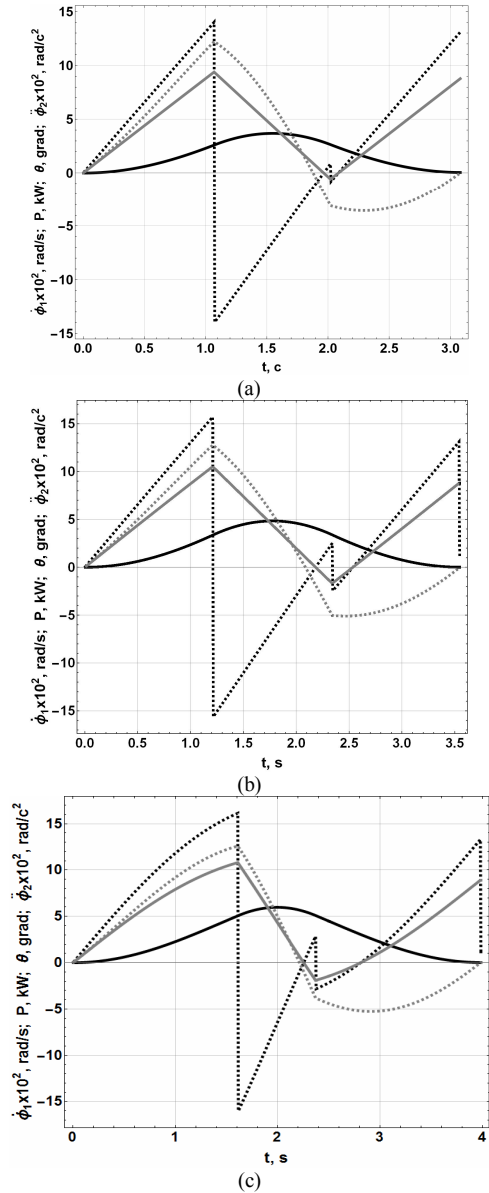 ϕ̇₁x10², rad/s; P, kW; θ, grad; ϕ̈₂x10², rad/c²
15
10
5
0
−5
−10
−15
0.0 0.5 1.0 1.5 2.0 2.5 3.0
t, c
(a)
ϕ̇₁x10², rad/s; P, kW; θ, grad; ϕ̈₂x10², rad/c²
15
10
5
0
−5
−10
−15
0.0 0.5 1.0 1.5 2.0 2.5 3.0 3.5
t, s
(b)
ϕ̇₁x10², rad/s; P, kW; θ, grad; ϕ̈₂x10², rad/c²
15
10
5
0
−5
−10
−15
0 1 2 3 4
t, s
(c)